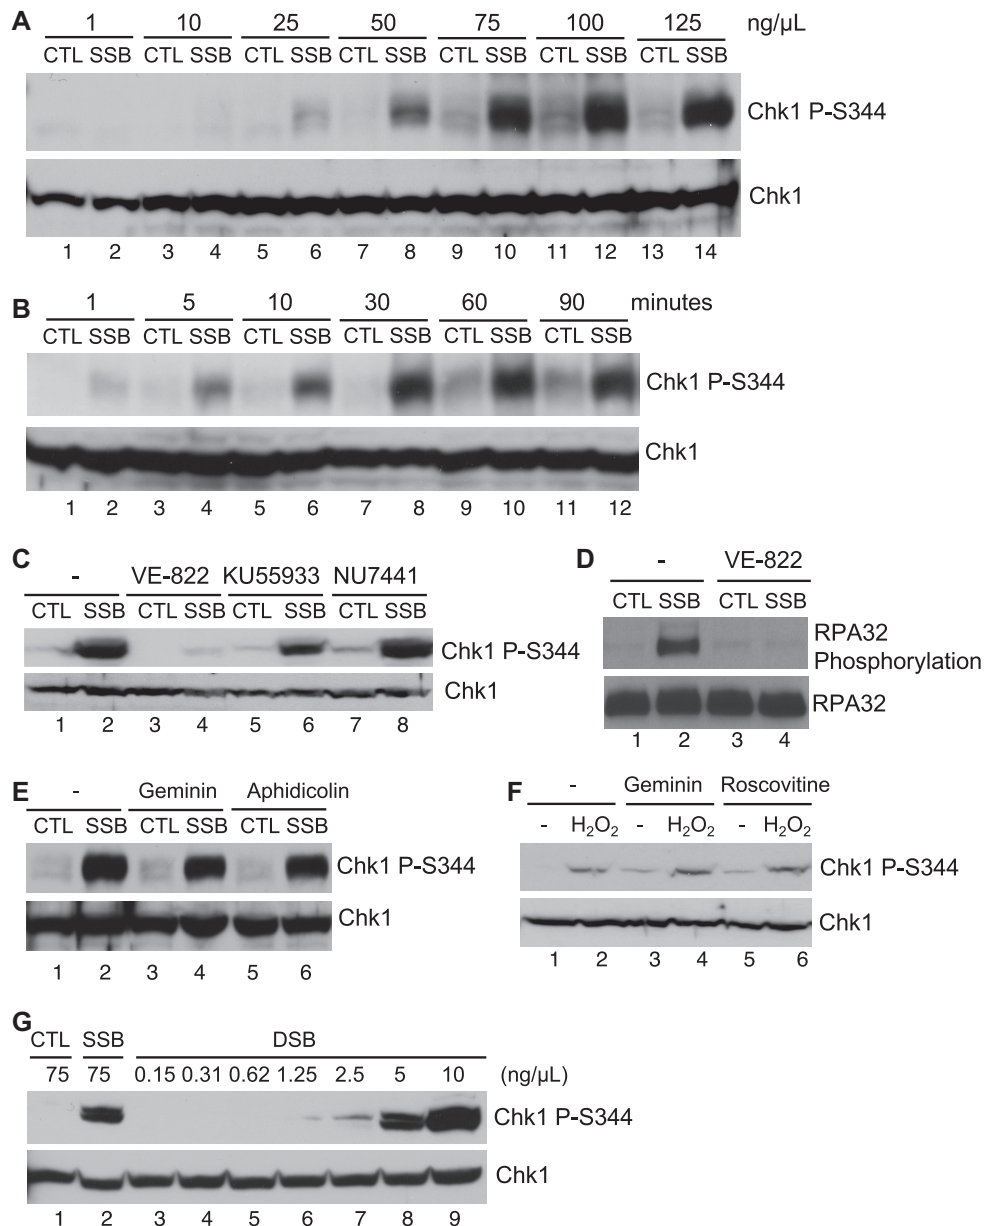 A 1 10 25 50 75 100 125 ng/µL
CTL SSB CTL SSB CTL SSB CTL SSB CTL SSB CTL SSB CTL SSB
Chk1 P-S344
Chk1
1 2 3 4 5 6 7 8 9 10 11 12 13 14
B 1 5 10 30 60 90 minutes
CTL SSB CTL SSB CTL SSB CTL SSB CTL SSB CTL SSB
Chk1 P-S344
Chk1
1 2 3 4 5 6 7 8 9 10 11 12
C - VE-822 KU55933 NU7441
CTL SSB CTL SSB CTL SSB CTL SSB
Chk1 P-S344
Chk1
1 2 3 4 5 6 7 8
D - VE-822
CTL SSB CTL SSB
RPA32
Phosphorylation
RPA32
1 2 3 4
E - Geminin Aphidicolin
CTL SSB CTL SSB CTL SSB
Chk1 P-S344
Chk1
1 2 3 4 5 6
F - Geminin Roscovitine
- H₂O₂ - H₂O₂ - H₂O₂
Chk1 P-S344
Chk1
1 2 3 4 5 6
G CTL SSB DSB
75 75 0.15 0.31 0.62 1.25 2.5 5 10 (ng/µL)
Chk1 P-S344
Chk1
1 2 3 4 5 6 7 8 9